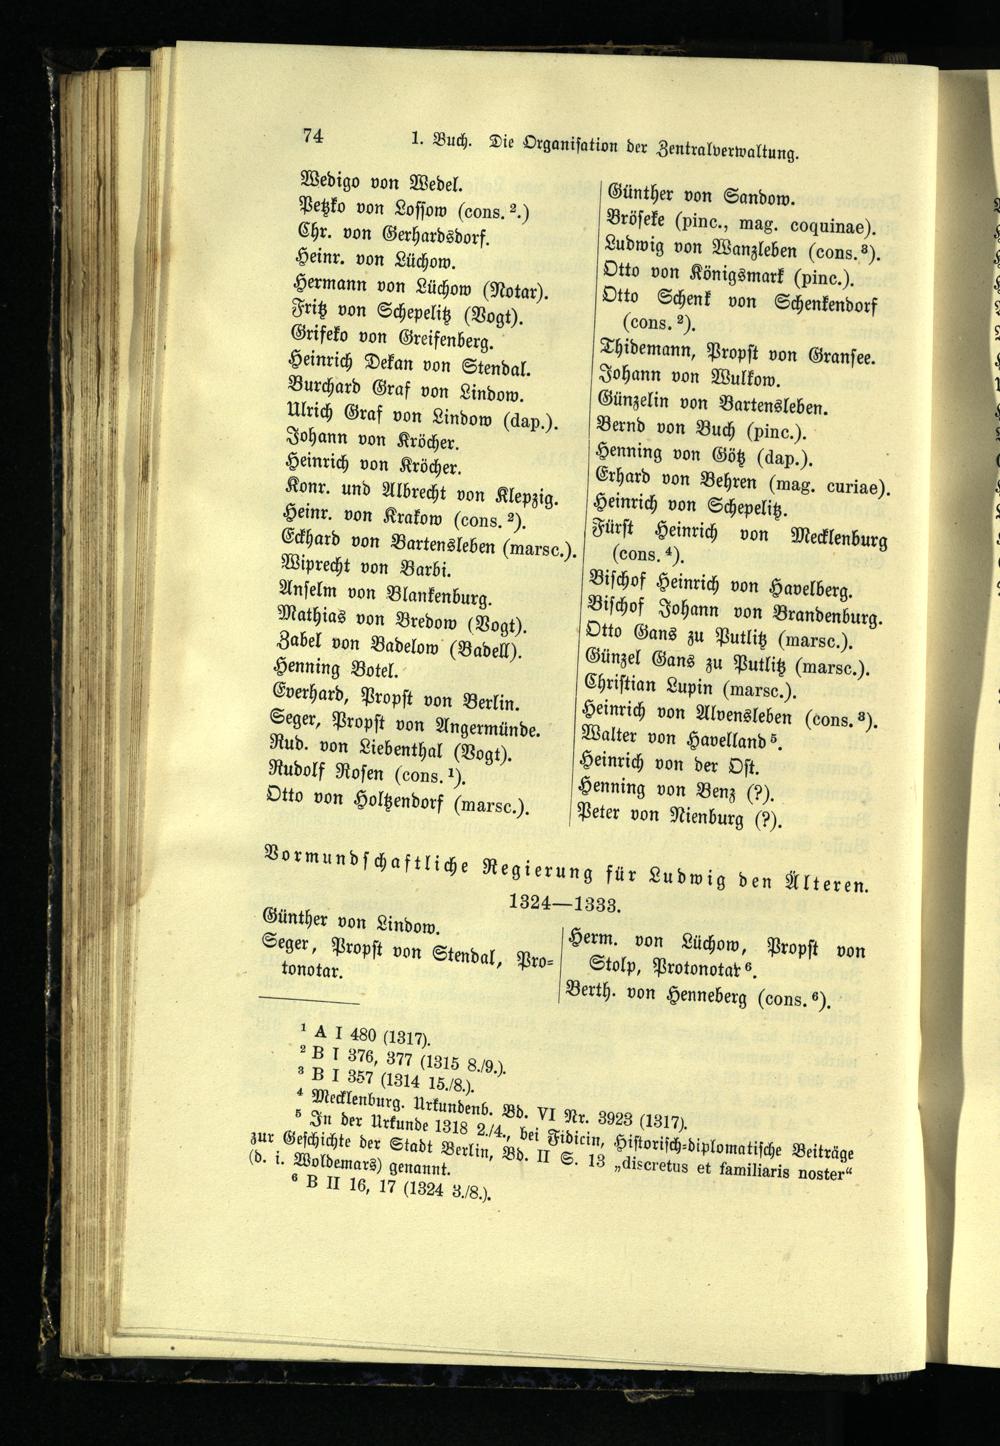 74
1. Buch. Die Organisation der Zentralverwaltung.
Wedigo von Wedel.
Petzko von Lossow (cons. ².)
Chr. von Gerhardsdorf.
Heinr. von Lüchow.
Hermann von Lüchow (Notar).
Fritz von Schepelitz (Vogt).
Grifeko von Greifenberg.
Heinrich Dekan von Stendal.
Burchard Graf von Lindow.
Ulrich Graf von Lindow (dap.).
Johann von Kröcher.
Heinrich von Kröcher.
Konr. und Albrecht von Klepzig.
Heinr. von Krakow (cons. ²).
Eckhard von Bartensleben (marsc.).
Wiprecht von Barbi.
Anselm von Blankenburg.
Mathias von Bredow (Vogt).
Zabel von Badelow (Badell).
Henning Botel.
Everhard, Propst von Berlin.
Seger, Propst von Angermünde.
Rud. von Liebenthal (Vogt).
Rudolf Rosen (cons. ¹).
Otto von Holtzendorf (marsc.).
Günther von Sandow.
Bröseke (pinc., mag. coquinae).
Ludwig von Wanzleben (cons. ³).
Otto von Königsmark (pinc.).
Otto Schenk von Schenkendorf
(cons. ²).
Thidemann, Propst von Gransee.
Johann von Wulkow.
Günzelin von Bartensleben.
Bernd von Buch (pinc.).
Henning von Götz (dap.).
Erhard von Behren (mag. curiae).
Heinrich von Schepelitz.
Fürst Heinrich von Mecklenburg
(cons. ⁴).
Bischof Heinrich von Havelberg.
Bischof Johann von Brandenburg.
Otto Gans zu Putlitz (marsc.).
Günzel Gans zu Putlitz (marsc.).
Christian Lupin (marsc.).
Heinrich von Alvensleben (cons. ³).
Walter von Havelland ⁵.
Heinrich von der Ost.
Henning von Benz (?).
Peter von Nienburg (?).
Vormundschaftliche Regierung für Ludwig den Älteren.
1324—1333.
Günther von Lindow.
Seger, Propst von Stendal, Pro-
tonotar.
Herm. von Lüchow, Propst von
Stolp, Protonotar ⁶.
Berth. von Henneberg (cons. ⁶).
¹ A I 480 (1317).
² B I 376, 377 (1315 8./9.).
³ B I 357 (1314 15./8.).
⁴ Mecklenburg. Urkundenb. Bd. VI Nr. 3923 (1317).
⁵ In der Urkunde 1318 2./4., bei Fidicin, Historisch-diplomatische Beiträge
zur Geschichte der Stadt Berlin, Bd. II S. 13 „discretus et familiaris noster“
(d. i. Woldemars) genannt.
⁶ B II 16, 17 (1324 3./8.).